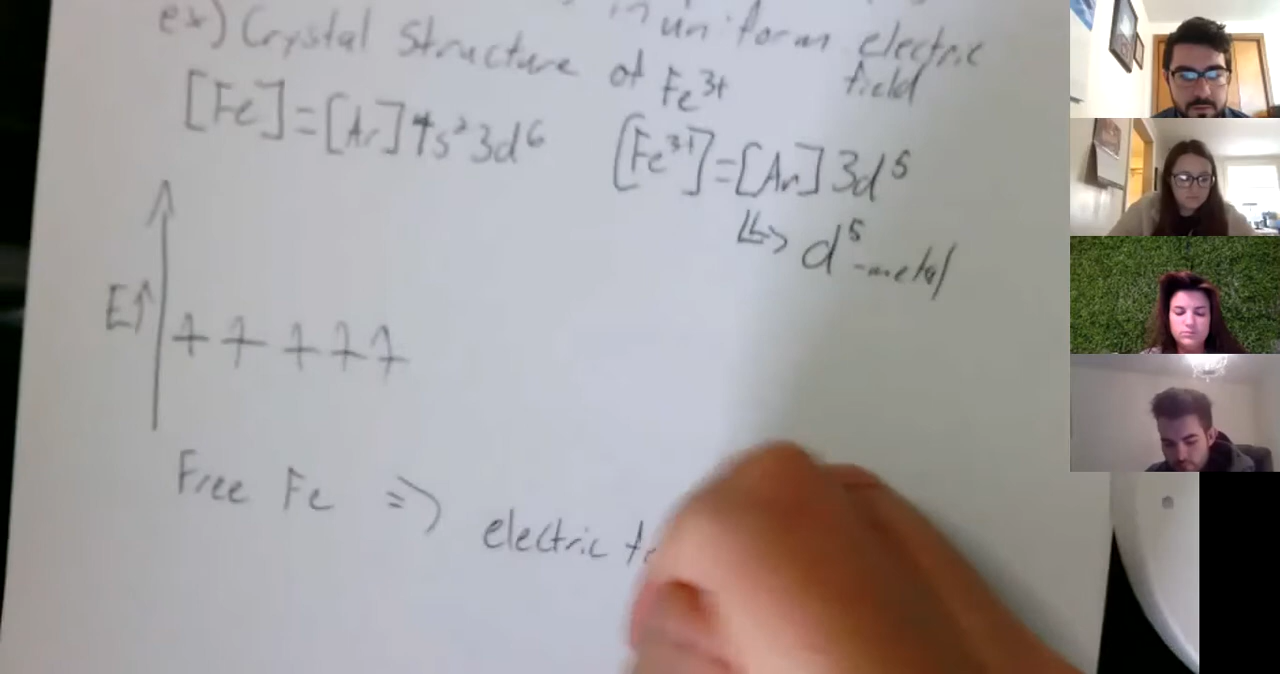 in uniform electric field
ex) Crystal Structure of Fe³⁺
[Fe] = [Ar] 4s² 3d⁶
[Fe³⁺] = [Ar] 3d⁵
↳ d⁵-metal
E↑
Free Fe ⇒ electric